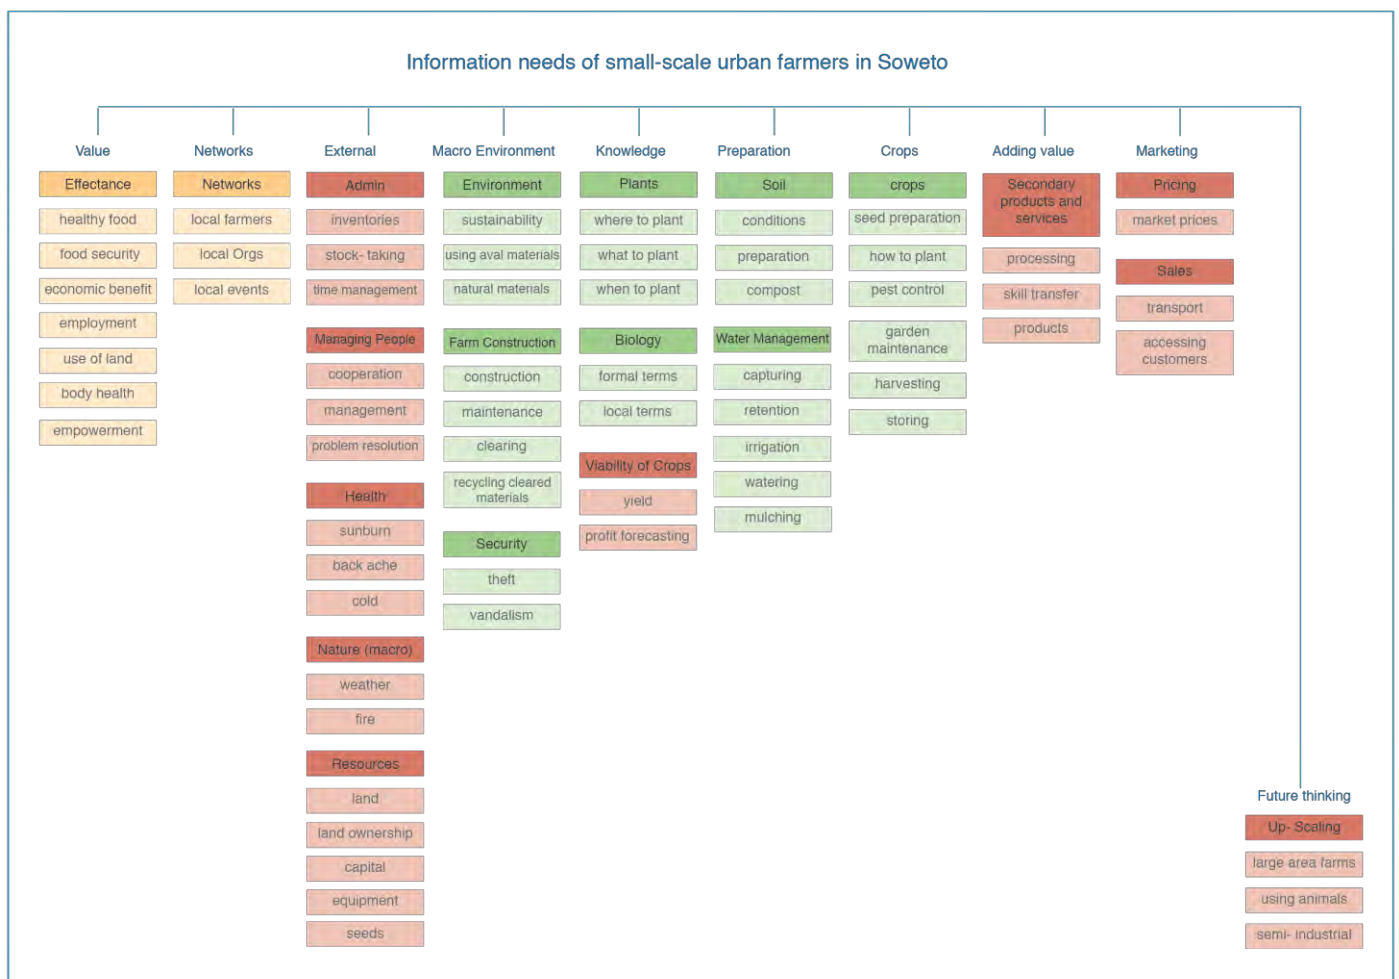 Information needs of small-scale urban farmers in Soweto
Value
Effectance
healthy food
food security
economic benefit
employment
use of land
body health
empowerment
Networks
Networks
local farmers
local Orgs
local events
External
Admin
inventories
stock- taking
time management
Managing People
cooperation
management
problem resolution
Health
sunburn
back ache
cold
Nature (macro)
weather
fire
Resources
land
land ownership
capital
equipment
seeds
Macro Environment
Environment
sustainability
using aval materials
natural materials
Farm Construction
construction
maintenance
clearing
recycling cleared
materials
Security
theft
vandalism
Knowledge
Plants
where to plant
what to plant
when to plant
Biology
formal terms
local terms
Viability of Crops
yield
profit forecasting
Preparation
Soil
conditions
preparation
compost
Water Management
capturing
retention
irrigation
watering
mulching
Crops
crops
seed preparation
how to plant
pest control
garden
maintenance
harvesting
storing
Adding value
Secondary
products and
services
processing
skill transfer
products
Marketing
Pricing
market prices
Sales
transport
accessing
customers
Future thinking
Up- Scaling
large area farms
using animals
semi- industrial